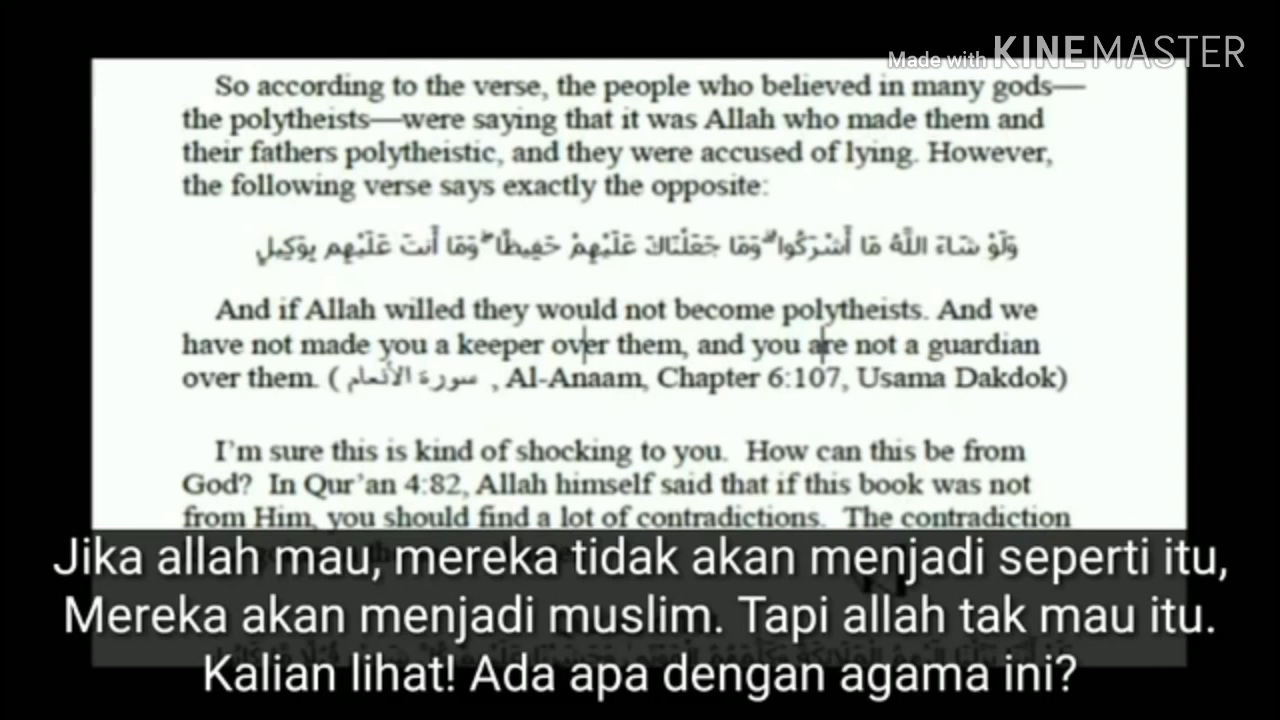 Made with KINEMASTER
So according to the verse, the people who believed in many gods—
the polytheists—were saying that it was Allah who made them and
their fathers polytheistic, and they were accused of lying. However,
the following verse says exactly the opposite:
وَلَوْ شَاءَ اللَّهُ مَا أَشْرَكُوا ۗ وَمَا جَعَلْنَاكَ عَلَيْهِمْ حَفِيظًا ۖ وَمَا أَنتَ عَلَيْهِم بِوَكِيلٍ
And if Allah willed they would not become polytheists. And we
have not made you a keeper over them, and you are not a guardian
over them. ( سورة الأنعام , Al-Anaam, Chapter 6:107, Usama Dakdok)
I'm sure this is kind of shocking to you. How can this be from
God? In Qur'an 4:82, Allah himself said that if this book was not
from Him, you should find a lot of contradictions. The contradiction
Jika allah mau, mereka tidak akan menjadi seperti itu,
Mereka akan menjadi muslim. Tapi allah tak mau itu.
Kalian lihat! Ada apa dengan agama ini?